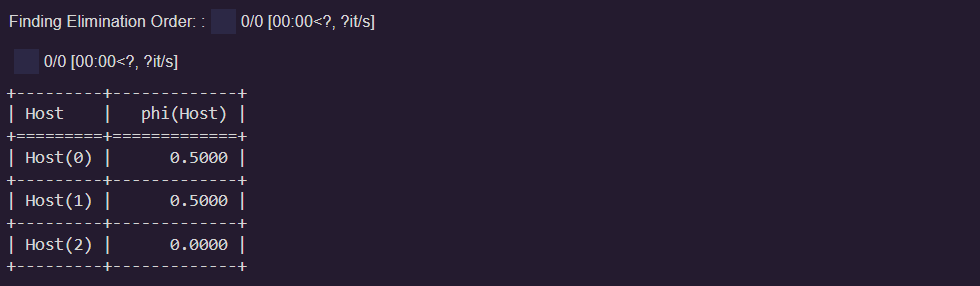 Finding Elimination Order: : 0/0 [00:00<?, ?it/s]
0/0 [00:00<?, ?it/s]
+---------+-------------+
| Host    |   phi(Host) |
+=========+=============+
| Host(0) |      0.5000 |
+---------+-------------+
| Host(1) |      0.5000 |
+---------+-------------+
| Host(2) |      0.0000 |
+---------+-------------+